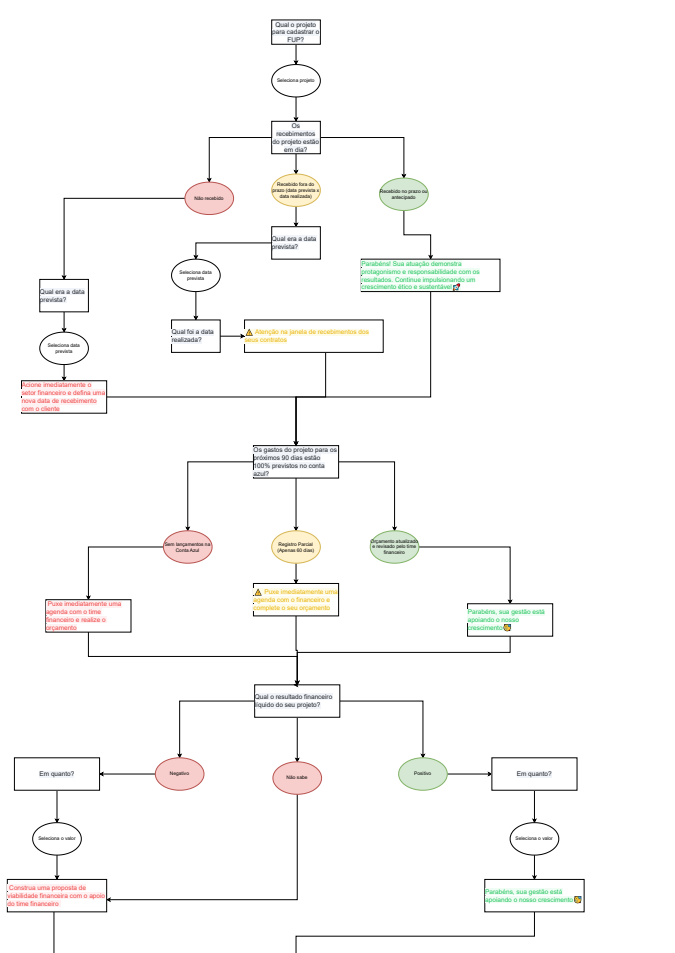 Qual o projeto
para cadastrar o
FUP?
Seleciona projeto
Os
recebimentos
do projeto estão
em dia?
Não recebido
Recebido fora do
prazo (data prevista x
data realizada)
Recebido no prazo ou
antecipado
Qual era a data
prevista?
Seleciona data
prevista
Parabéns! Sua atuação demonstra
protagonismo e responsabilidade com os
resultados. Continue impulsionando um
crescimento ético e sustentável
Qual era a data
prevista?
Qual foi a data
realizada?
Atenção na janela de recebimentos dos
seus contratos
Seleciona data
prevista
Acione imediatamente o
setor financeiro e defina uma
nova data de recebimento
com o cliente
Os gastos do projeto para os
próximos 90 dias estão
100% previstos no conta
azul?
Sem lançamentos na
Conta Azul
Registro Parcial
(Apenas 60 dias)
Orçamento atualizado
e revisado pelo time
financeiro
Puxe imediatamente uma
agenda com o time
financeiro e realize o
orçamento
Puxe imediatamente uma
agenda com o financeiro e
complete o seu orçamento
Parabéns, sua gestão está
apoiando o nosso
crescimento
Qual o resultado financeiro
líquido do seu projeto?
Em quanto?
Negativo
Não sabe
Positivo
Em quanto?
Seleciona o valor
Seleciona o valor
Construa uma proposta de
viabilidade financeira com o apoio
do time financeiro
Parabéns, sua gestão está
apoiando o nosso crescimento